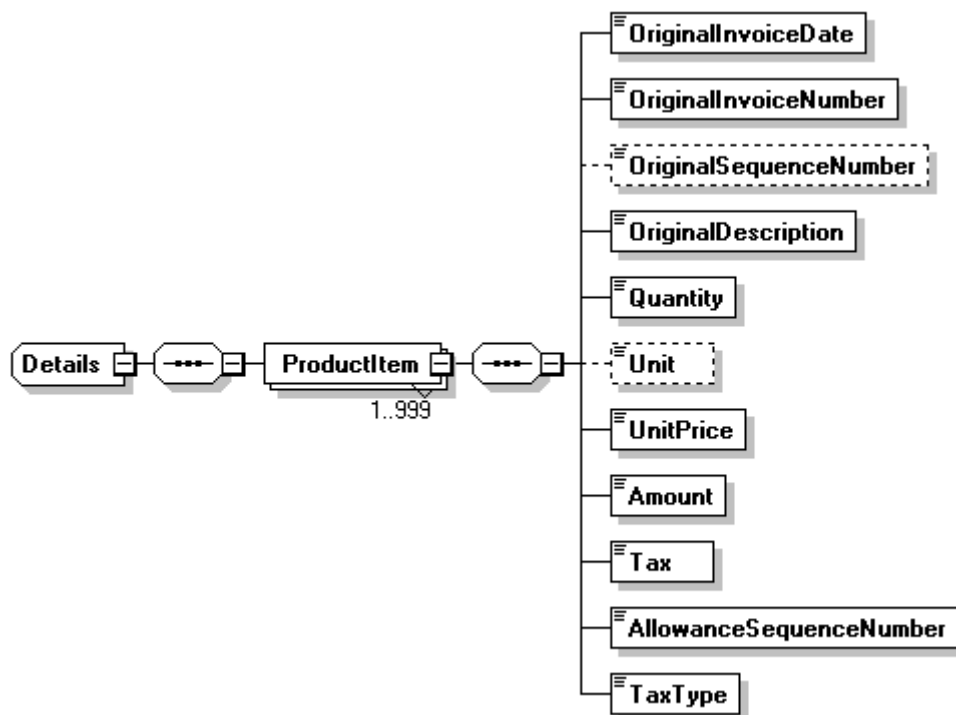 OriginalInvoiceDate
OriginalInvoiceNumber
OriginalSequenceNumber
OriginalDescription
Quantity
Details
ProductItem
1..999
Unit
UnitPrice
Amount
Tax
AllowanceSequenceNumber
TaxType